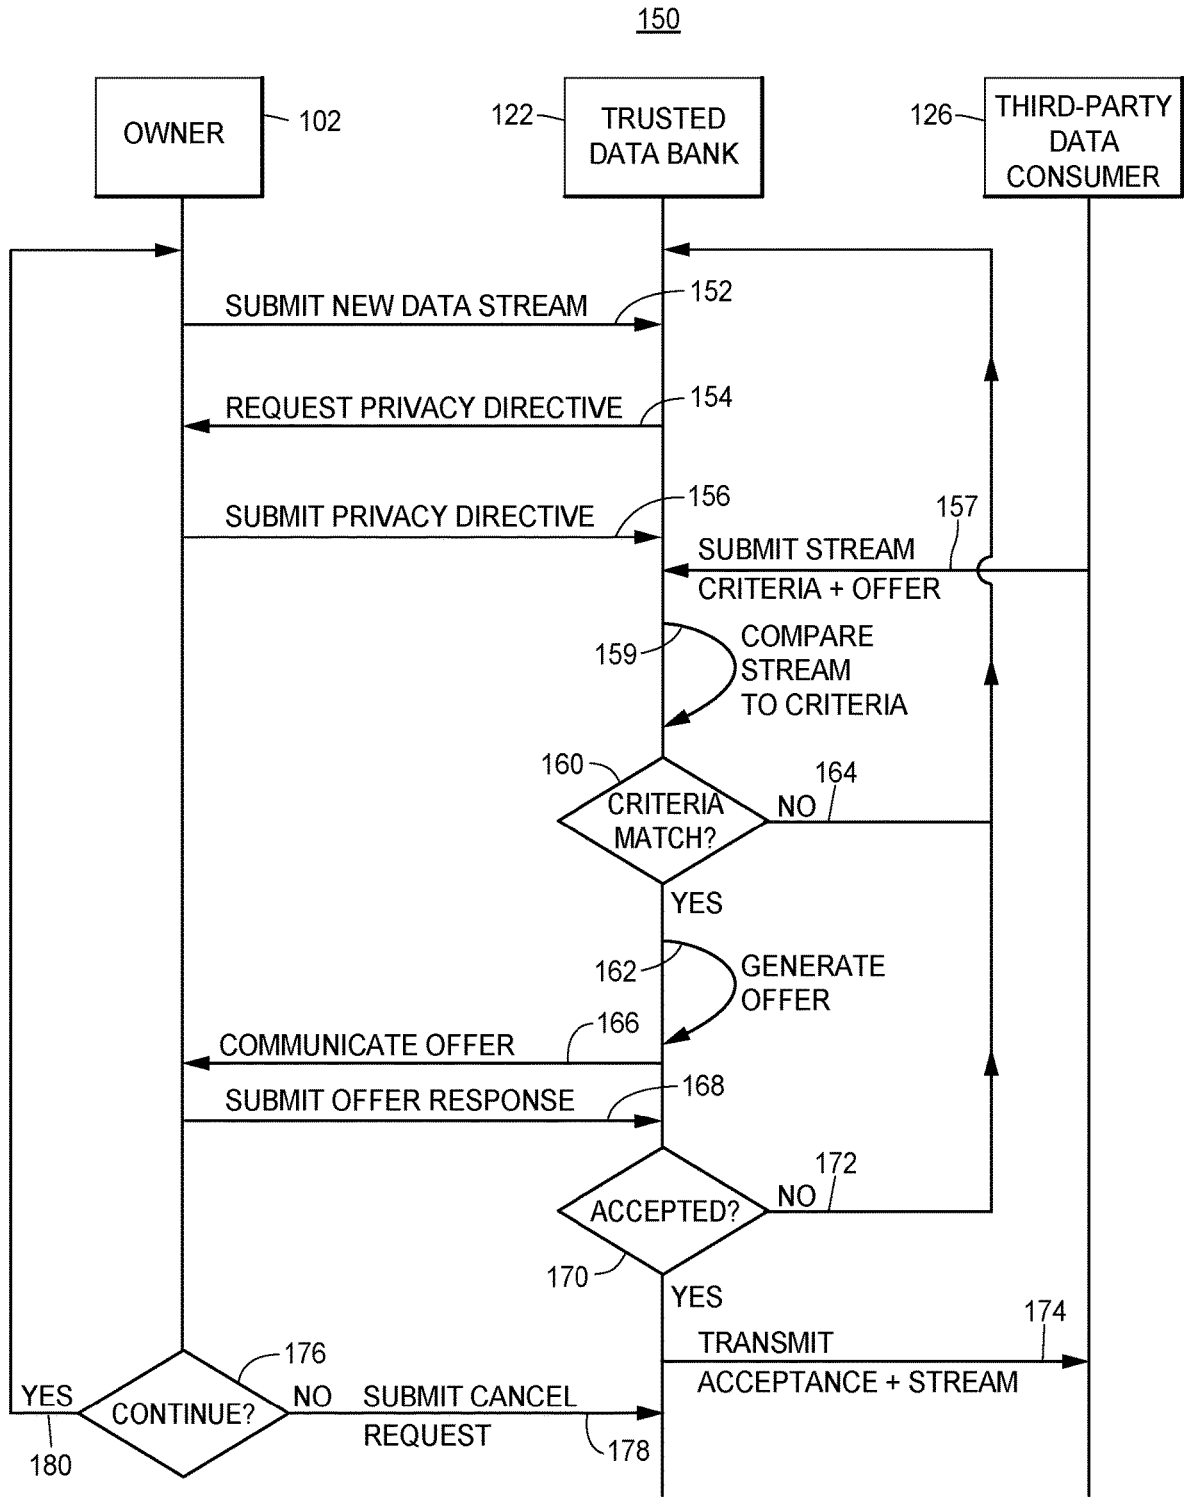 150
OWNER
102
122
TRUSTED
DATA BANK
126
THIRD-PARTY
DATA
CONSUMER
SUBMIT NEW DATA STREAM
152
REQUEST PRIVACY DIRECTIVE
154
SUBMIT PRIVACY DIRECTIVE
156
157
SUBMIT STREAM
CRITERIA + OFFER
159
COMPARE
STREAM
TO CRITERIA
160
CRITERIA
MATCH?
NO
164
YES
162
GENERATE
OFFER
COMMUNICATE OFFER
166
SUBMIT OFFER RESPONSE
168
ACCEPTED?
NO
172
170
YES
174
TRANSMIT
ACCEPTANCE + STREAM
176
YES
CONTINUE?
NO
SUBMIT CANCEL
REQUEST
178
180